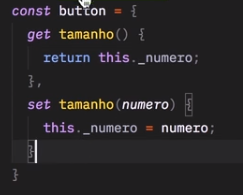 const button = {
  get tamanho() {
    return this._numero;
  },
  set tamanho(numero) {
    this._numero = numero;
  }
}